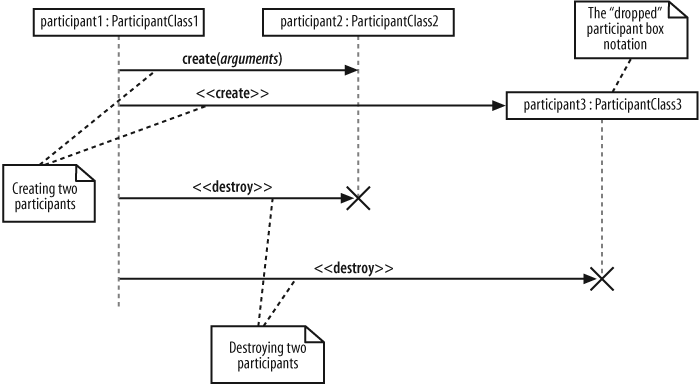 participant1 : ParticipantClass1
participant2 : ParticipantClass2
The “dropped”
participant box
notation
create(arguments)
<<create>>
participant3 : ParticipantClass3
Creating two
participants
<<destroy>>
<<destroy>>
Destroying two
participants